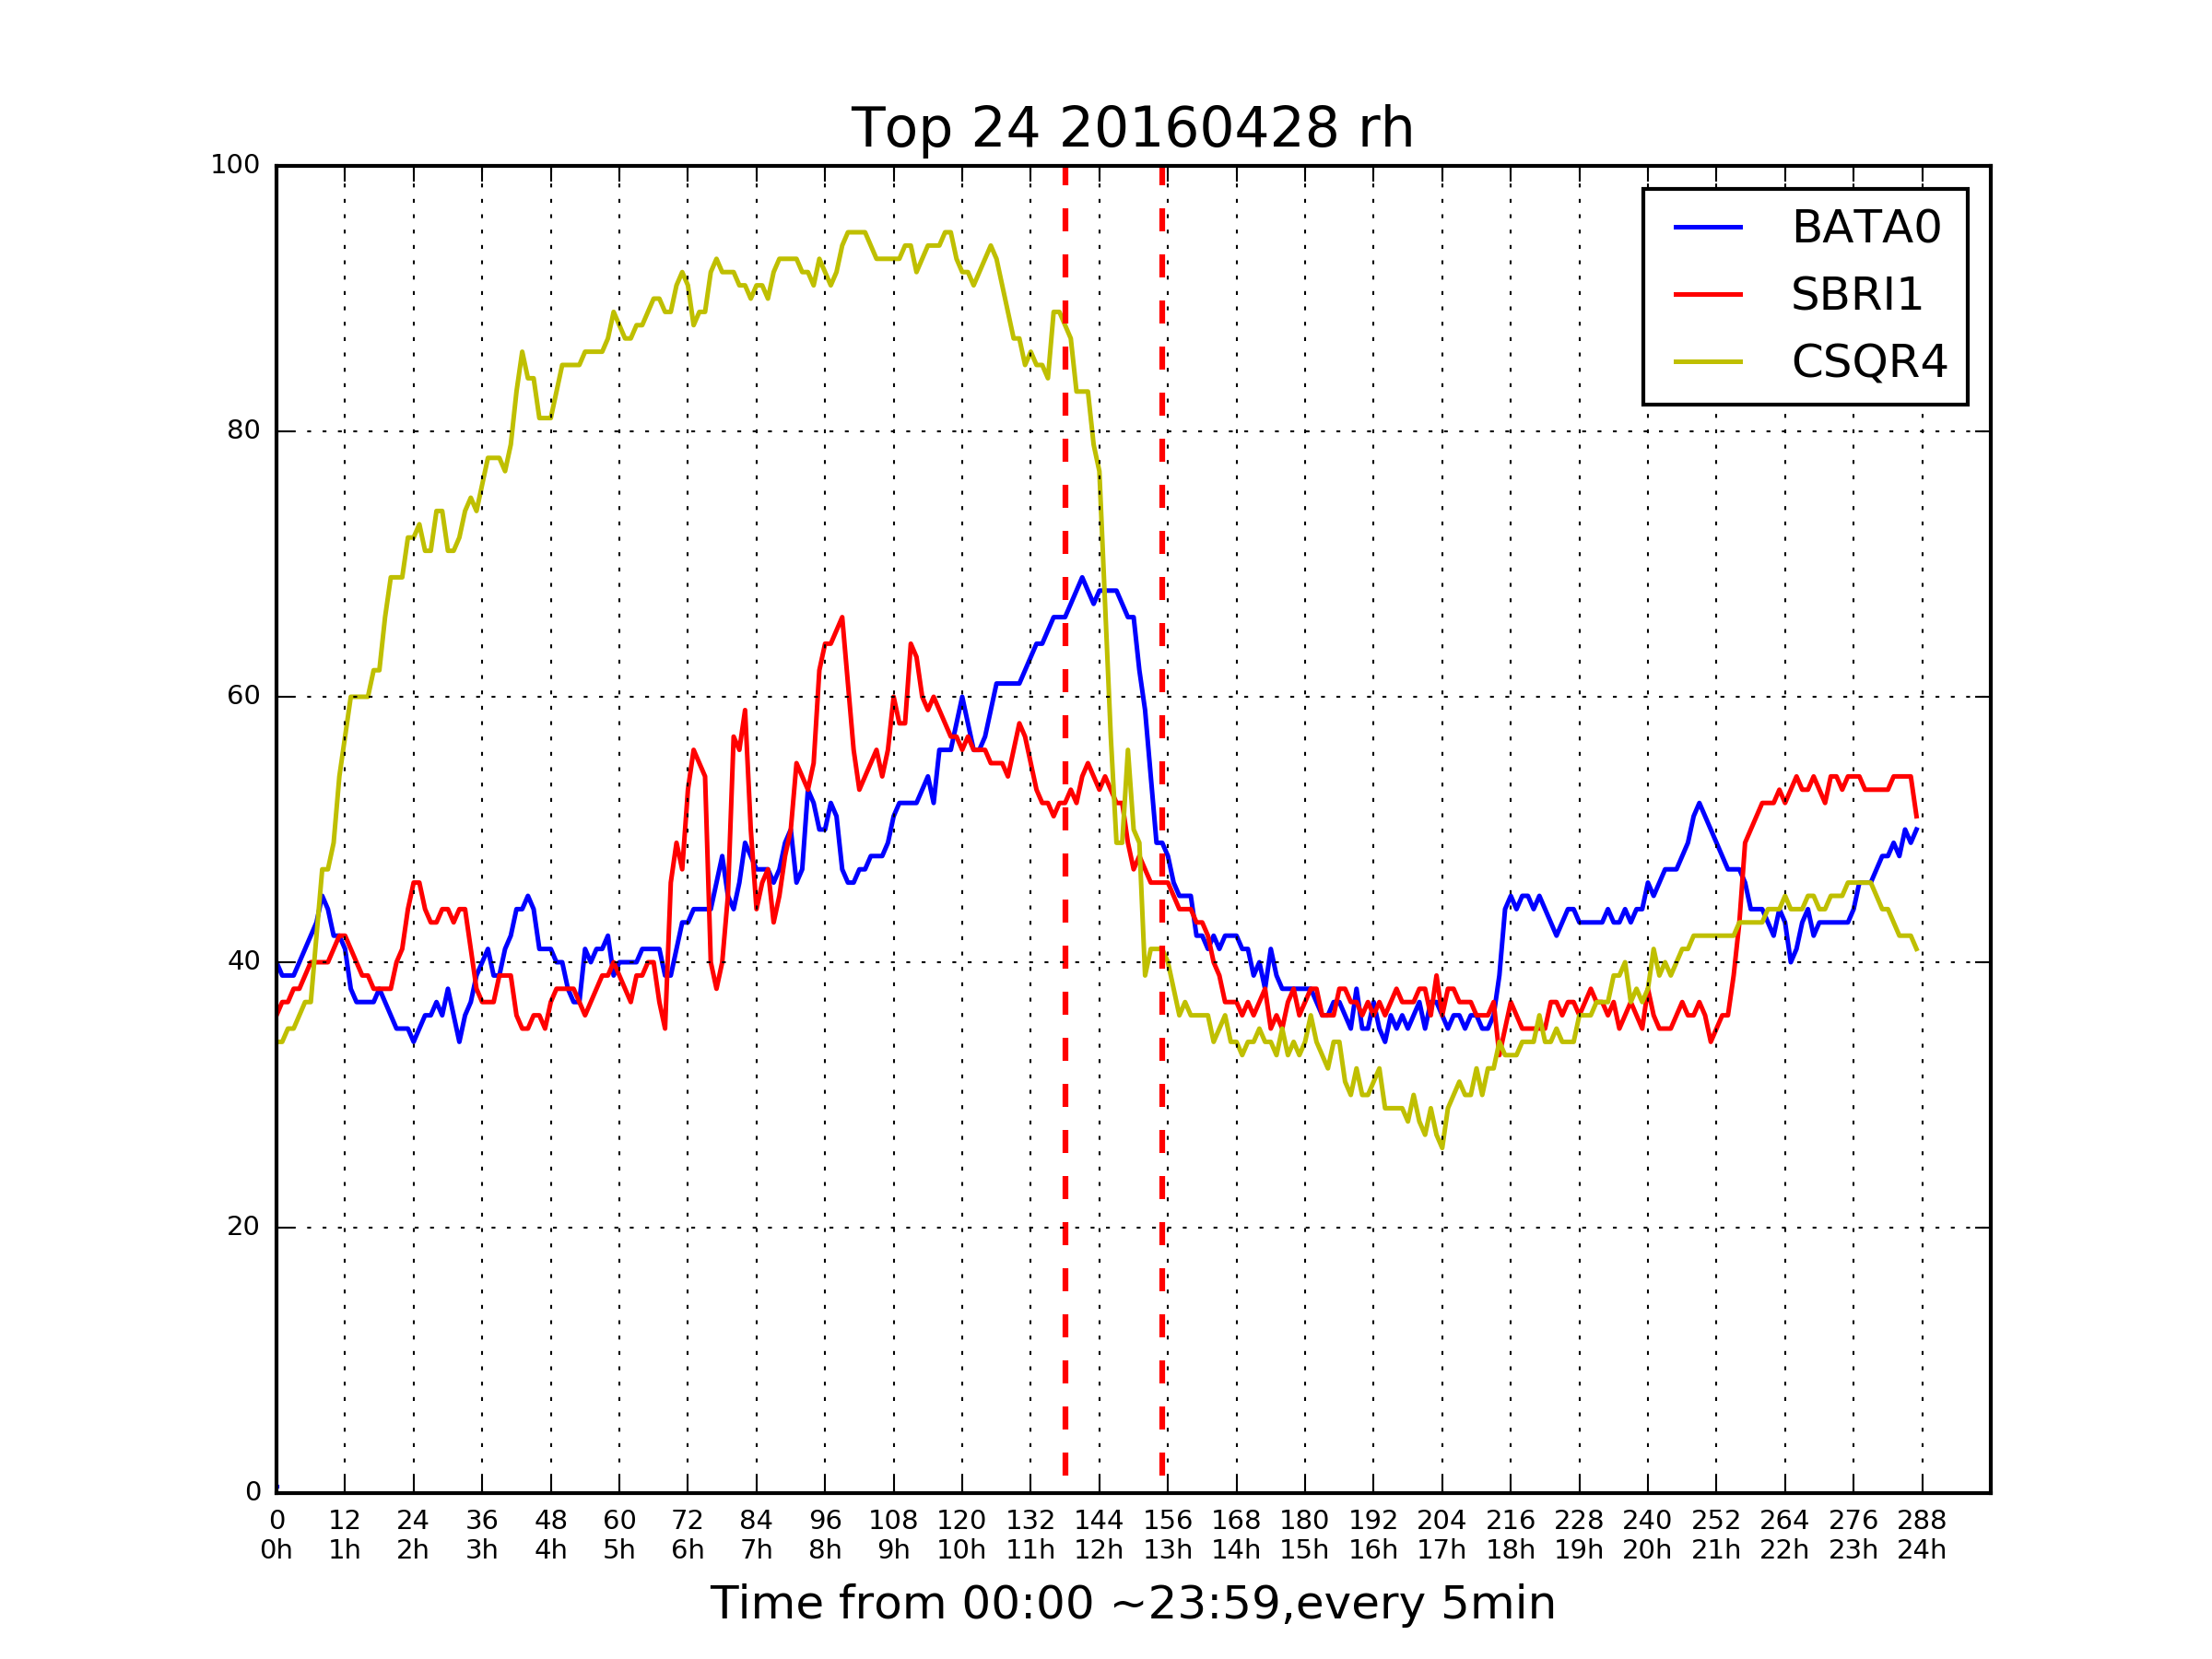 Top 24 20160428 rh
100
80
60
40
20
0
BATA0
SBRI1
CSQR4
0 12 24 36 48 60 72 84 96 108 120 132 144 156 168 180 192 204 216 228 240 252 264 276 288
0h 1h 2h 3h 4h 5h 6h 7h 8h 9h 10h 11h 12h 13h 14h 15h 16h 17h 18h 19h 20h 21h 22h 23h 24h
Time from 00:00 ~23:59,every 5min